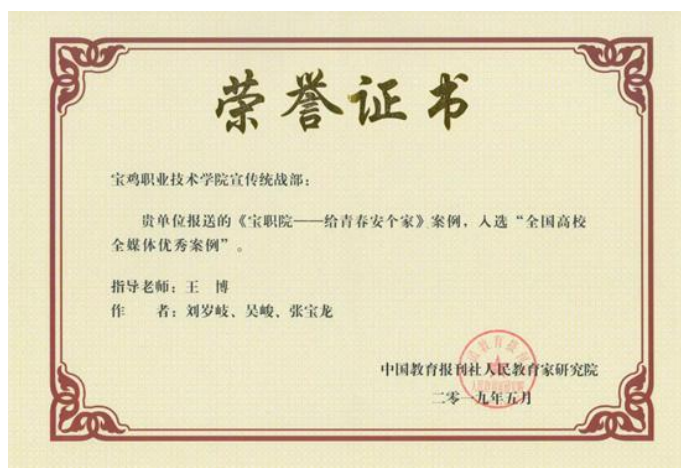 荣誉证书
宝鸡职业技术学院宣传统战部：
贵单位报送的《宝职院——给青春安个家》案例，入选“全国高校
全媒体优秀案例”。
指导老师：王 博
作 者：刘岁岐、吴峻、张宝龙
中国教育报刊社人民教育家研究院
二零一九年五月